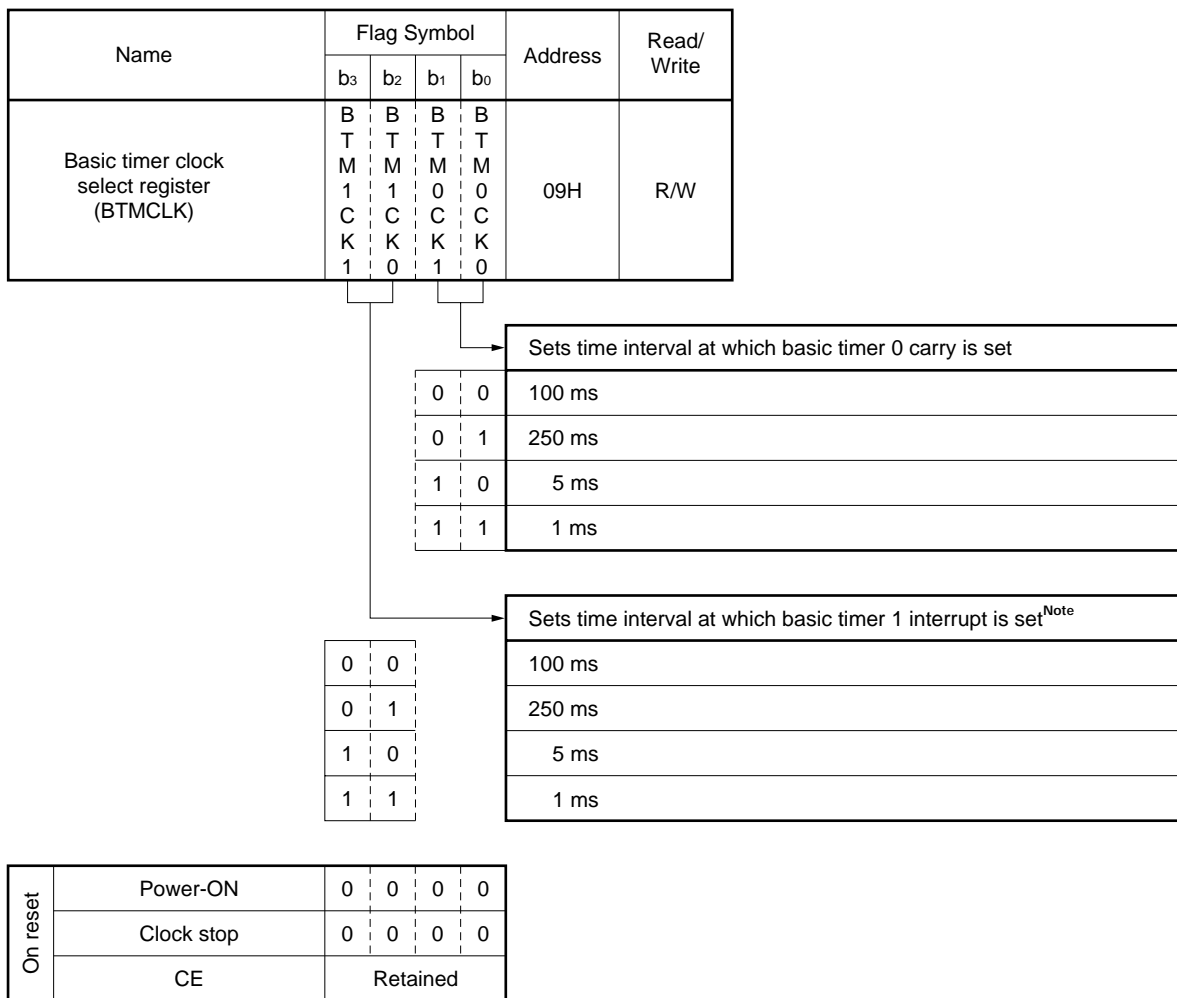 Name Flag Symbol Address Read/
Write
b3 b2 b1 b0
Basic timer clock
select register
(BTMCLK)
BTM1CK1 BTM1CK0 BTM0CK1 BTM0CK0
09H R/W
Sets time interval at which basic timer 0 carry is set
0 0 100 ms
0 1 250 ms
1 0 5 ms
1 1 1 ms
Sets time interval at which basic timer 1 interrupt is setNote
0 0 100 ms
0 1 250 ms
1 0 5 ms
1 1 1 ms
On reset
Power-ON 0 0 0 0
Clock stop 0 0 0 0
CE Retained